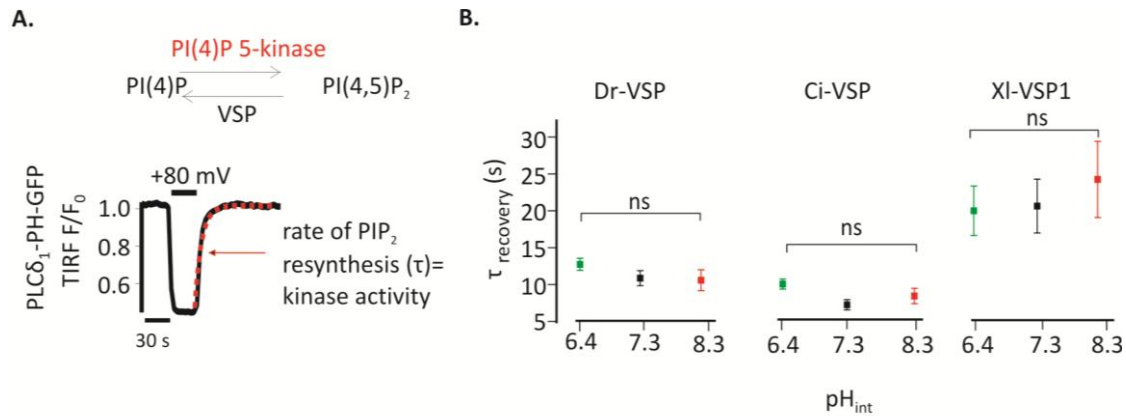 A.
PI(4)P 5-kinase
PI(4)P
PI(4,5)P₂
VSP
+80 mV
PLCδ₁-PH-GFP
TIRF F/F₀
1.0
0.8
0.6
30 s
rate of PIP₂
resynthesis (τ)=
kinase activity
B.
Dr-VSP
Ci-VSP
Xl-VSP1
τ recovery (s)
30
25
20
15
10
5
ns
ns
ns
6.4 7.3 8.3
6.4 7.3 8.3
6.4 7.3 8.3
pHint